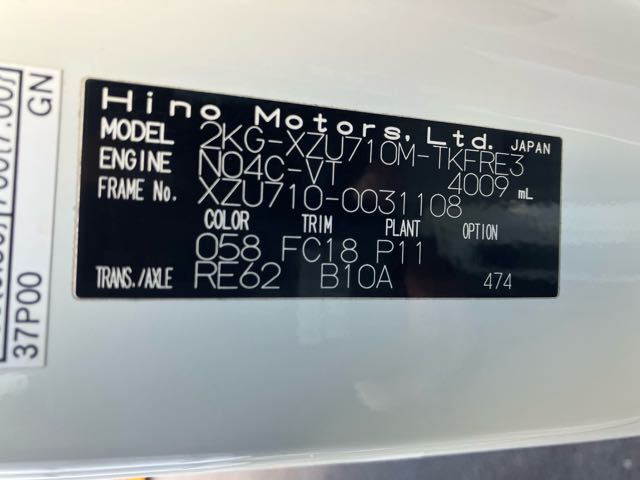 Hino Motors, Ltd. JAPAN
MODEL 2KG-XZU710M-TKFRE3
ENGINE N04C-VT 4009 mL
FRAME No. XZU710-0031108
COLOR TRIM PLANT OPTION
058 FC18 P11
TRANS./AXLE RE62 B10A 474
GN
37P00